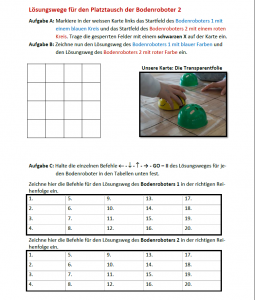 Lösungswege für den Platztausch der Bodenroboter 2
Aufgabe A: Markiere in der weissen Karte links das Startfeld des Bodenroboters 1 mit
einem blauen Kreis und das Startfeld des Bodenroboters 2 mit einem roten
Kreis. Trage die gesperrten Felder mit einem schwarzen X auf der Karte ein.
Aufgabe B: Zeichne nun den Lösungsweg des Bodenroboters 1 mit blauer Farben und
den Lösungsweg des Bodenroboters 2 mit roter Farbe ein.
Unsere Karte: Die Transparentfolie
Aufgabe C: Halte die einzelnen Befehle ← - ↓ - ↑ - → - GO = B des Lösungsweges für je-
den Bodenroboter in den Tabellen unten fest.
Zeichne hier die Befehle für den Lösungsweg des Bodenroboters 1 in der richtigen Rei-
henfolge ein.
1. 5. 9. 13. 17.
2. 6. 10. 14. 18.
3. 7. 11. 15. 19.
4. 8. 12. 16. 20.
Zeichne hier die Befehle für den Lösungsweg des Bodenroboters 2 in der richtigen Rei-
henfolge ein.
1. 5. 9. 13. 17.
2. 6. 10. 14. 18.
3. 7. 11. 15. 19.
4. 8. 12. 16. 20.